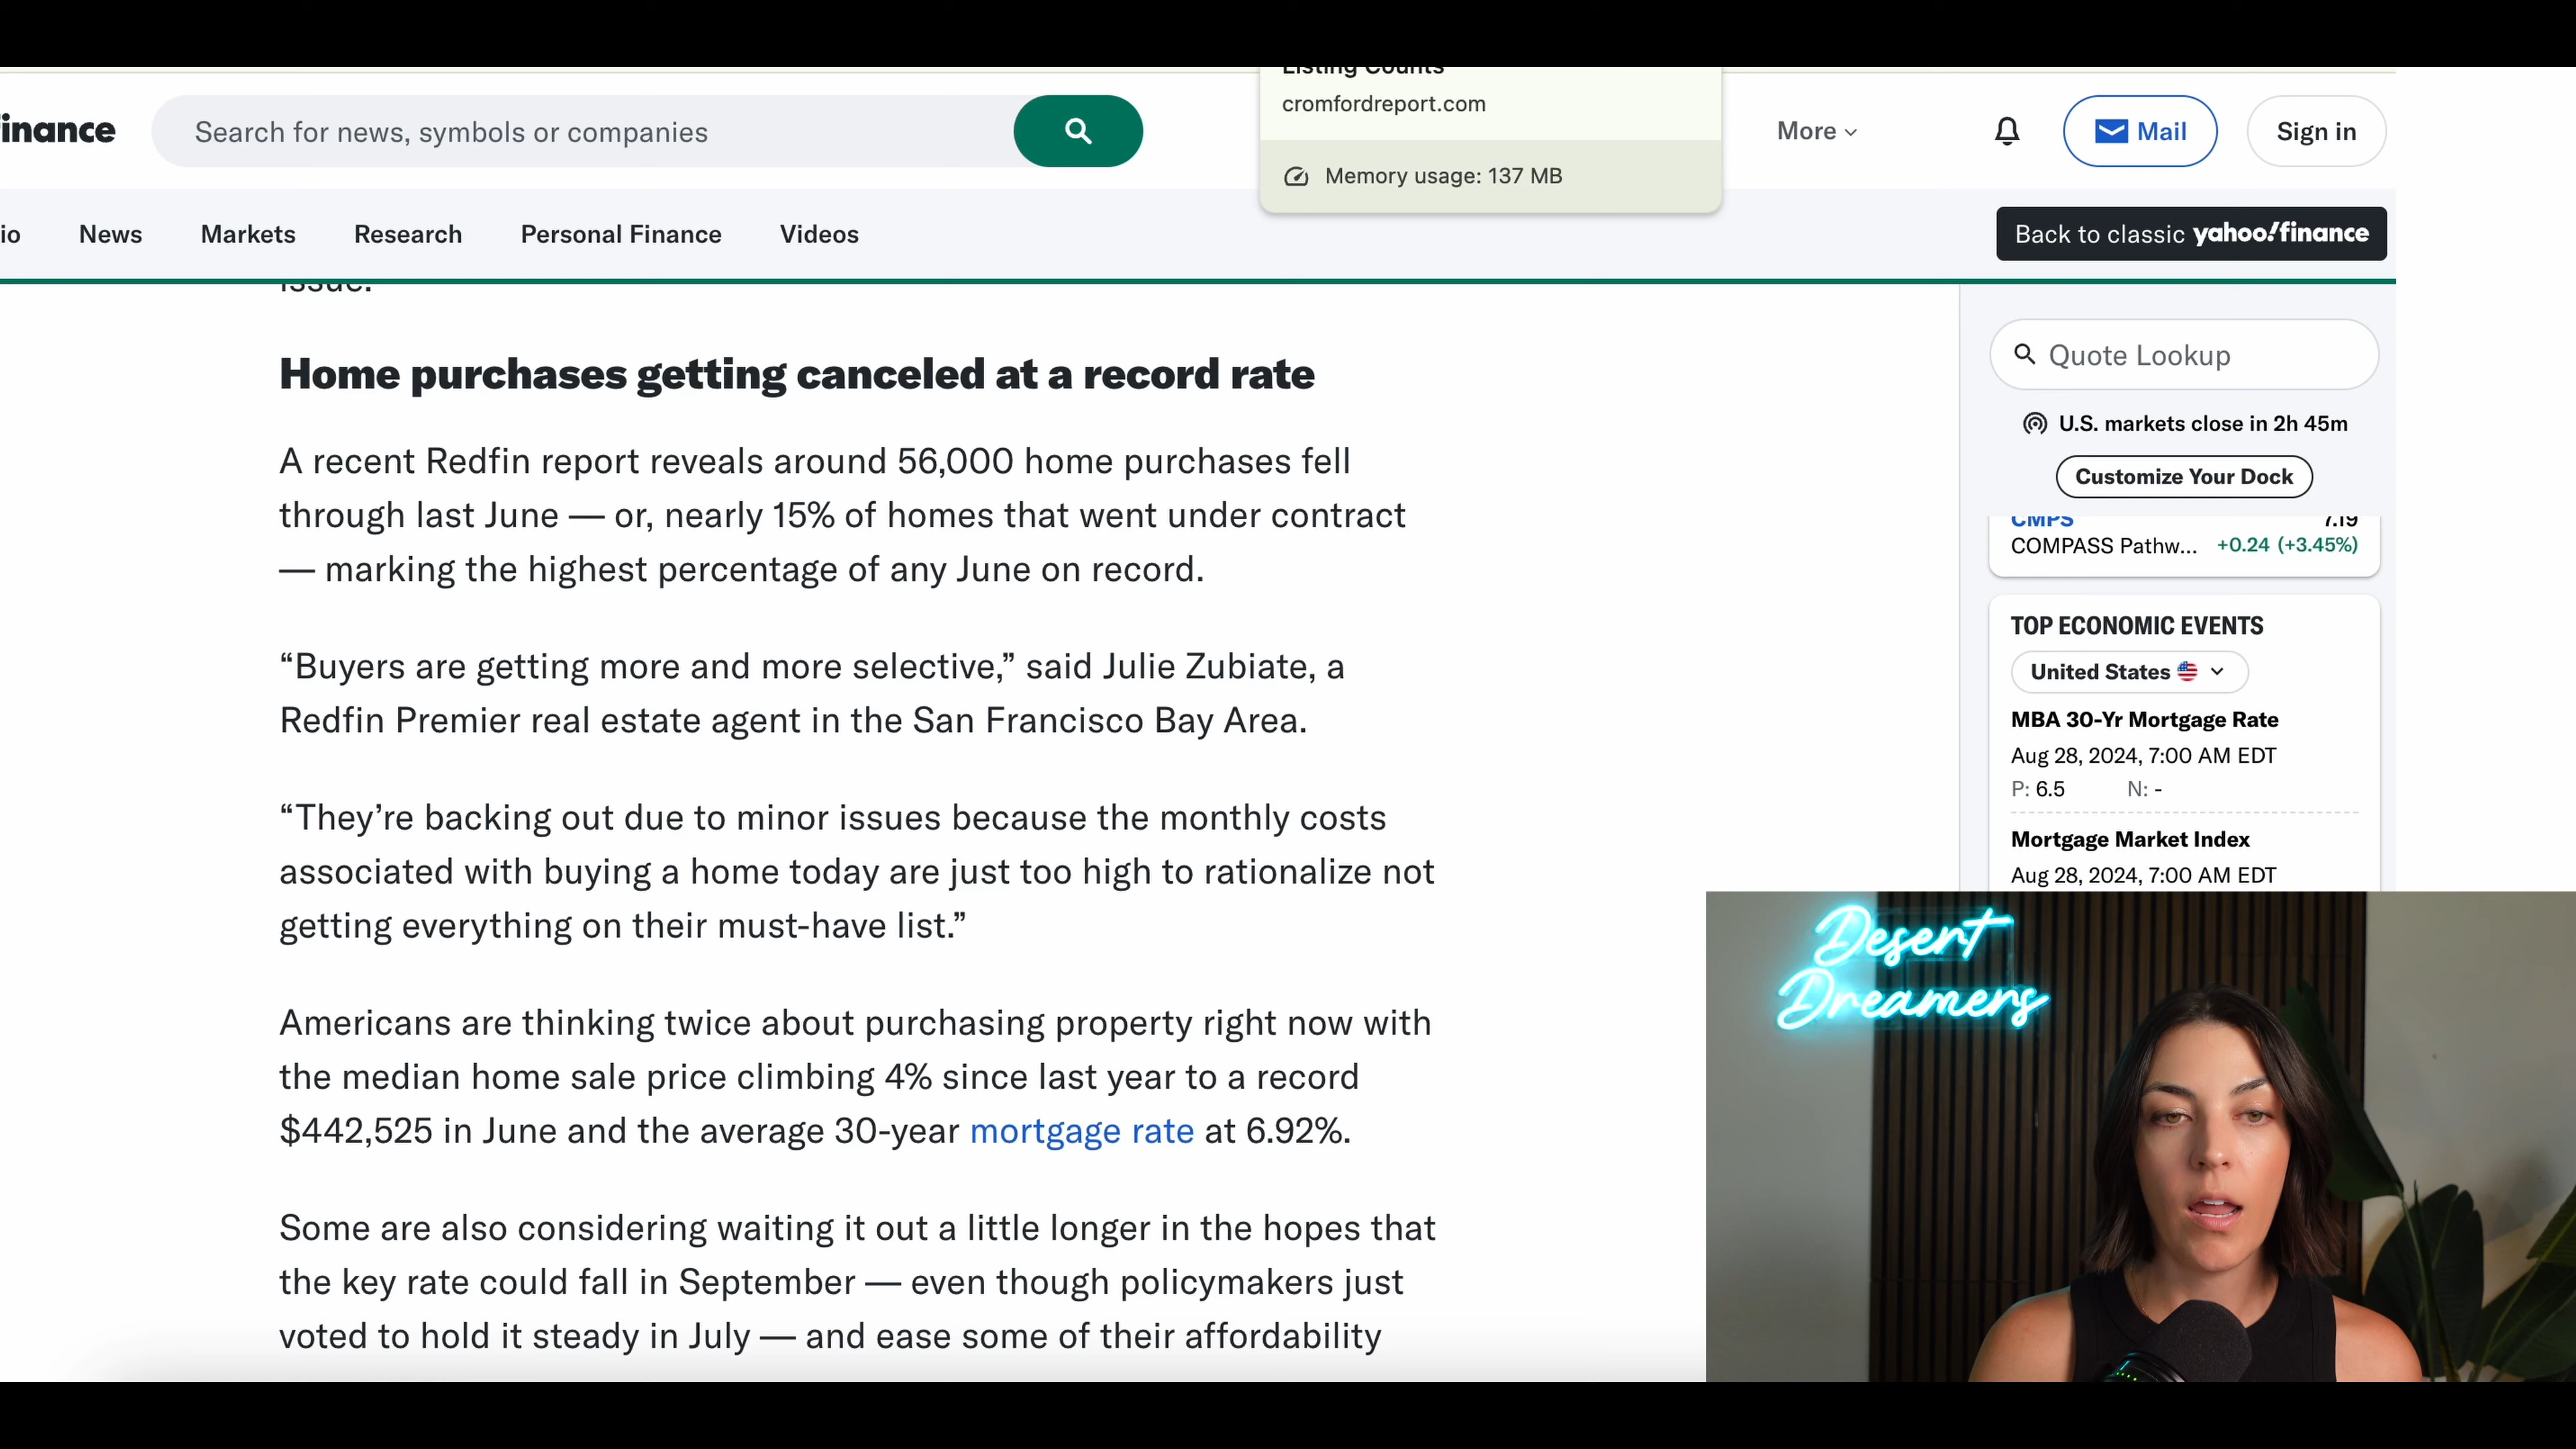 Listing Counts
cromfordreport.com
Memory usage: 137 MB
finance
Search for news, symbols or companies
More
Mail
Sign in
io
News
Markets
Research
Personal Finance
Videos
Back to classic yahoo!finance
issue.
Home purchases getting canceled at a record rate
A recent Redfin report reveals around 56,000 home purchases fell
through last June — or, nearly 15% of homes that went under contract
— marking the highest percentage of any June on record.
“Buyers are getting more and more selective,” said Julie Zubiate, a
Redfin Premier real estate agent in the San Francisco Bay Area.
“They’re backing out due to minor issues because the monthly costs
associated with buying a home today are just too high to rationalize not
getting everything on their must-have list.”
Americans are thinking twice about purchasing property right now with
the median home sale price climbing 4% since last year to a record
$442,525 in June and the average 30-year mortgage rate at 6.92%.
Some are also considering waiting it out a little longer in the hopes that
the key rate could fall in September — even though policymakers just
voted to hold it steady in July — and ease some of their affordability
Quote Lookup
U.S. markets close in 2h 45m
Customize Your Dock
CMPS 7.19
COMPASS Pathw... +0.24 (+3.45%)
TOP ECONOMIC EVENTS
United States
MBA 30-Yr Mortgage Rate
Aug 28, 2024, 7:00 AM EDT
P: 6.5 N: -
Mortgage Market Index
Aug 28, 2024, 7:00 AM EDT
Desert
Dreamers